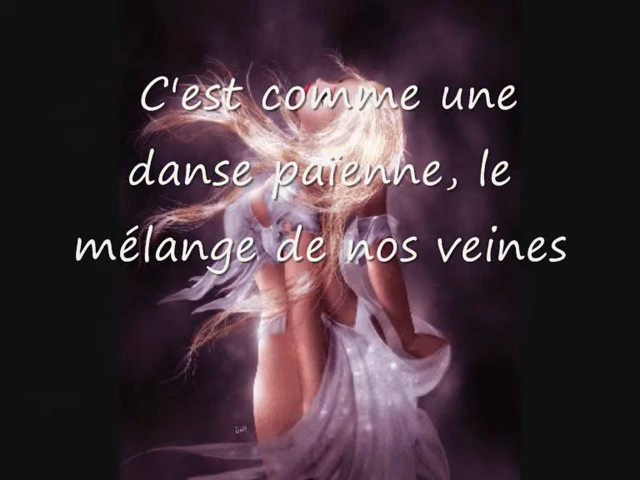 C'est comme une
danse païenne, le
mélange de nos veines